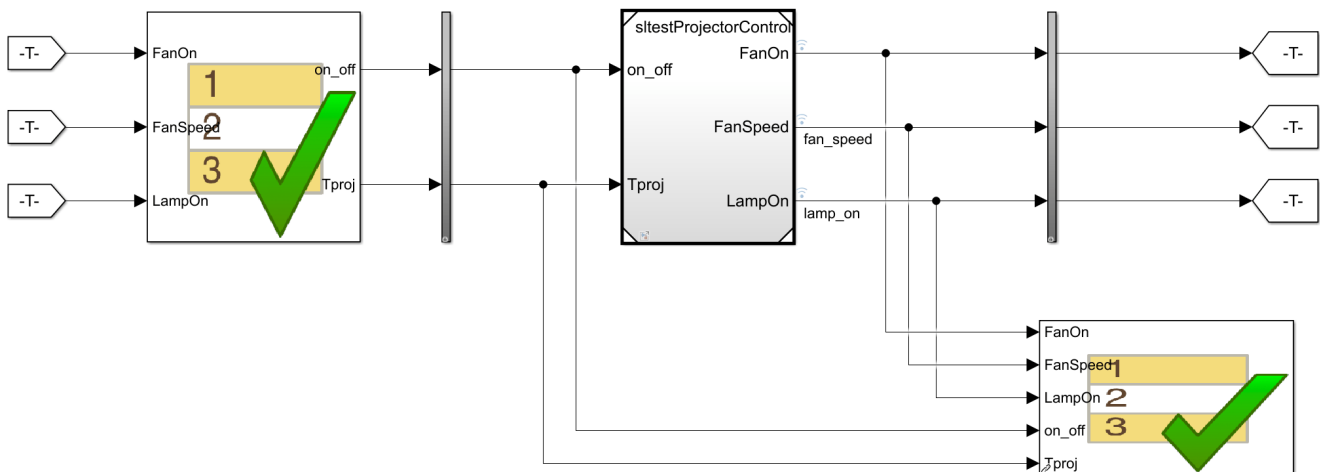 -T-
-T-
-T-
FanOn
FanSpeed
LampOn
1
2
3
on_off
Tproj
sltestProjectorControl
on_off
Tproj
FanOn
FanSpeed
LampOn
fan_speed
lamp_on
-T-
-T-
-T-
FanOn
FanSpeed
LampOn
on_off
Tproj
1
2
3